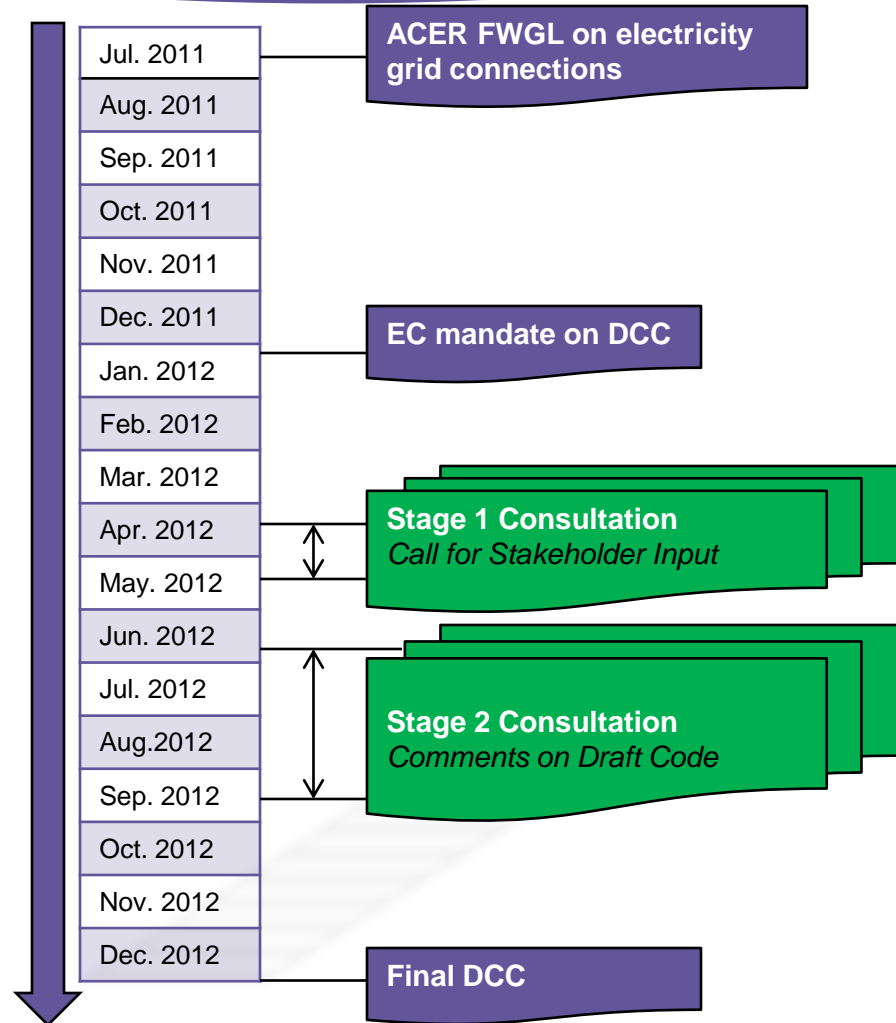 Jul. 2011
ACER FWGL on electricity
grid connections
Aug. 2011
Sep. 2011
Oct. 2011
Nov. 2011
Dec. 2011
EC mandate on DCC
Jan. 2012
Feb. 2012
Mar. 2012
Apr. 2012
Stage 1 Consultation
Call for Stakeholder Input
May. 2012
Jun. 2012
Jul. 2012
Aug.2012
Stage 2 Consultation
Comments on Draft Code
Sep. 2012
Oct. 2012
Nov. 2012
Dec. 2012
Final DCC